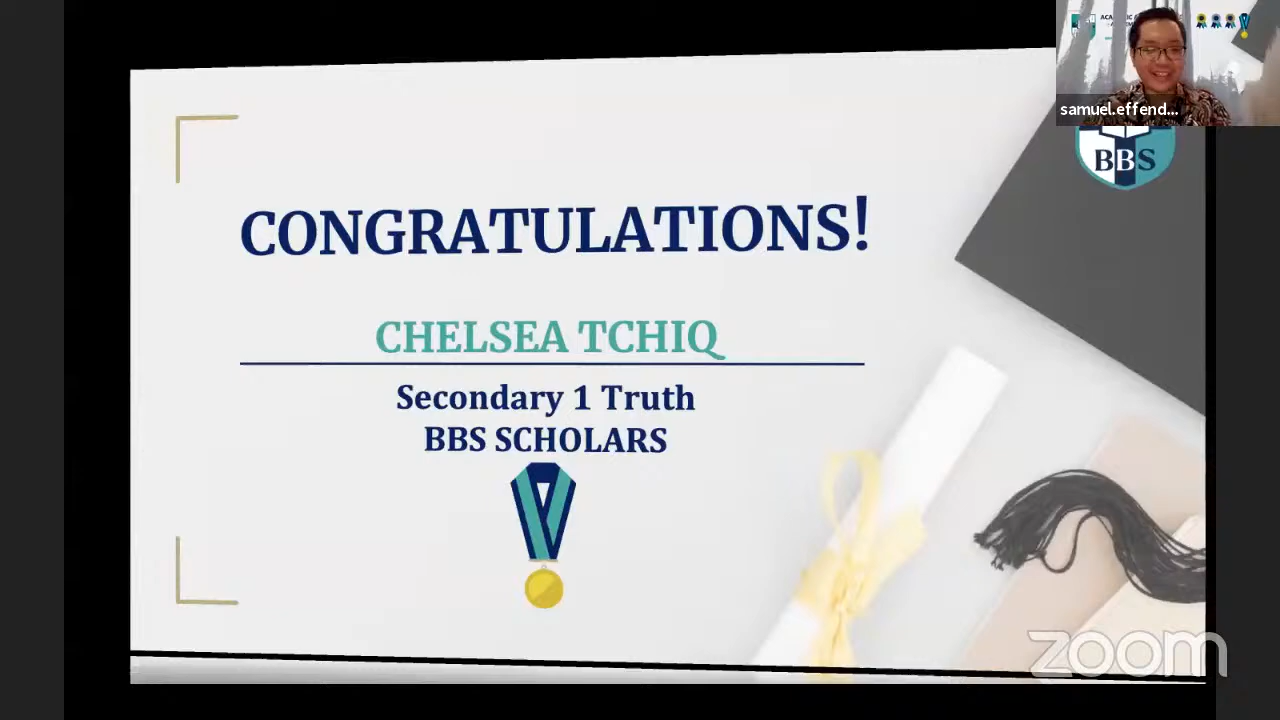 samuel.effend...
BBS
CONGRATULATIONS!
CHELSEA TCHIQ
Secondary 1 Truth
BBS SCHOLARS
zoom